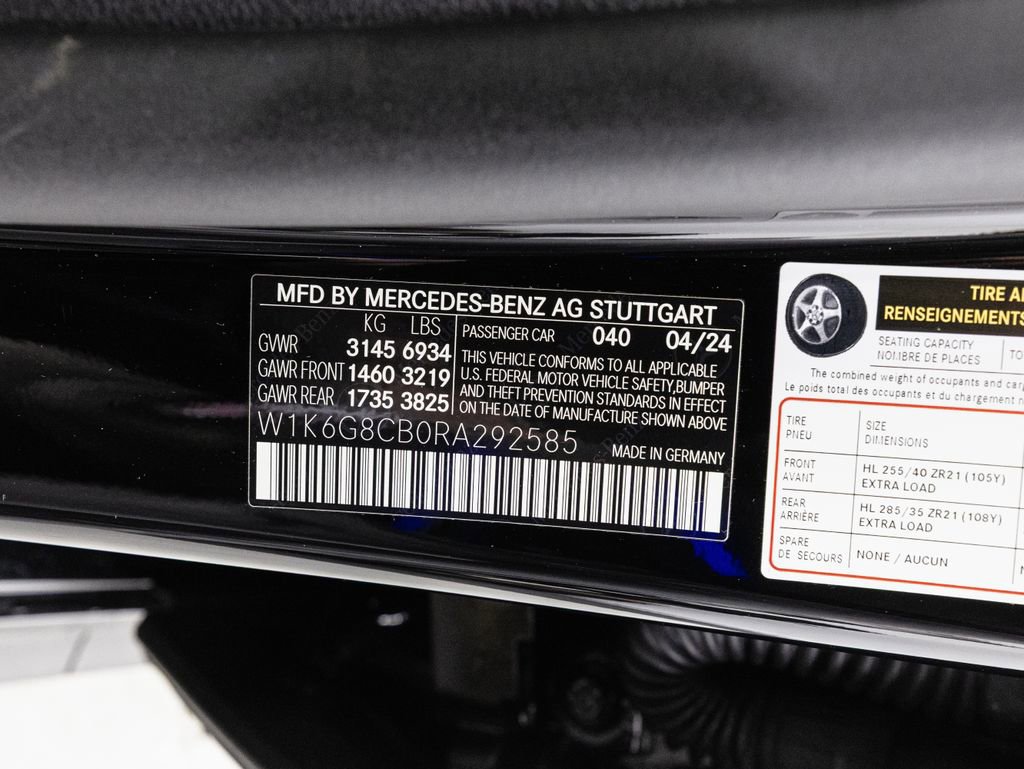 MFD BY MERCEDES-BENZ AG STUTTGART
KG LBS
GVWR 3145 6934
GAWR FRONT 1460 3219
GAWR REAR 1735 3825
PASSENGER CAR 040 04/24
THIS VEHICLE CONFORMS TO ALL APPLICABLE
U.S. FEDERAL MOTOR VEHICLE SAFETY,BUMPER
AND THEFT PREVENTION STANDARDS IN EFFECT
ON THE DATE OF MANUFACTURE SHOWN ABOVE
W1K6G8CB0RA292585
MADE IN GERMANY
TIRE
RENSEIGNEMENTS
SEATING CAPACITY
NOMBRE DE PLACES
The combined weight of occupants and
Le poids total des occupants et du chargement
TIRE
PNEU
SIZE
DIMENSIONS
FRONT
AVANT
HL 255/40 ZR21 (105Y)
EXTRA LOAD
REAR
ARRIÈRE
HL 285/35 ZR21 (108Y)
EXTRA LOAD
SPARE
DE SECOURS
NONE / AUCUN